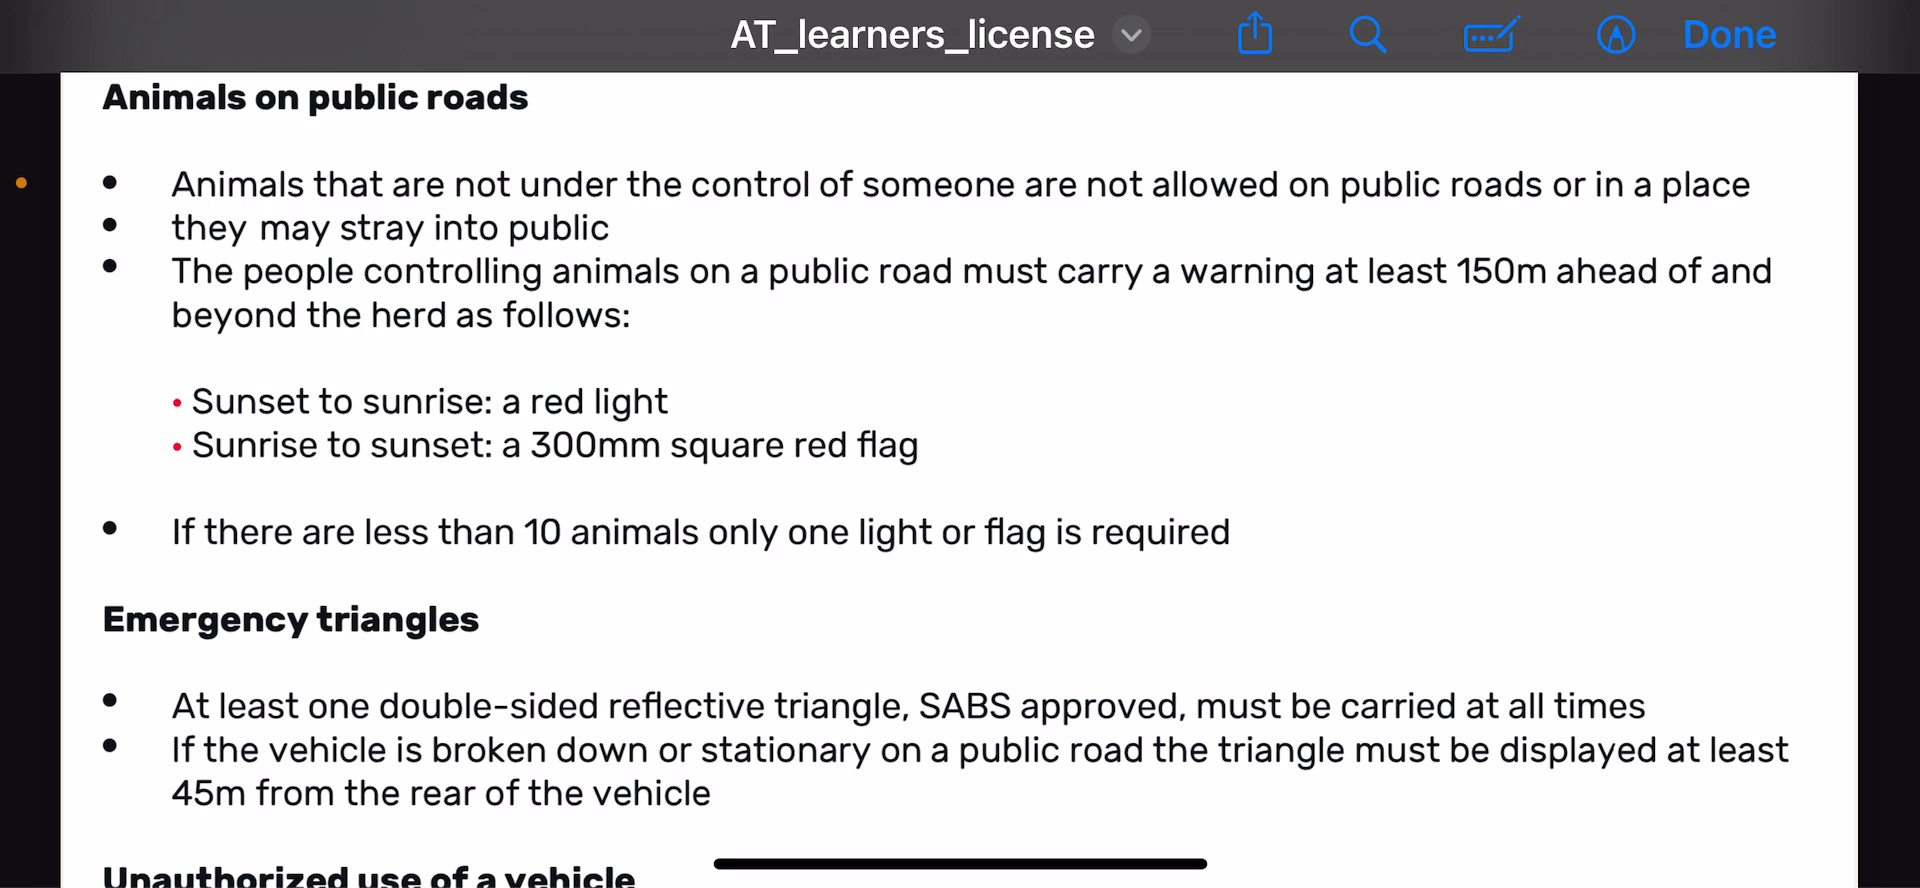 AT_learners_license
Done
Animals on public roads
• Animals that are not under the control of someone are not allowed on public roads or in a place
• they may stray into public
• The people controlling animals on a public road must carry a warning at least 150m ahead of and
beyond the herd as follows:
• Sunset to sunrise: a red light
• Sunrise to sunset: a 300mm square red flag
• If there are less than 10 animals only one light or flag is required
Emergency triangles
• At least one double-sided reflective triangle, SABS approved, must be carried at all times
• If the vehicle is broken down or stationary on a public road the triangle must be displayed at least
45m from the rear of the vehicle
Unauthorized use of a vehicle